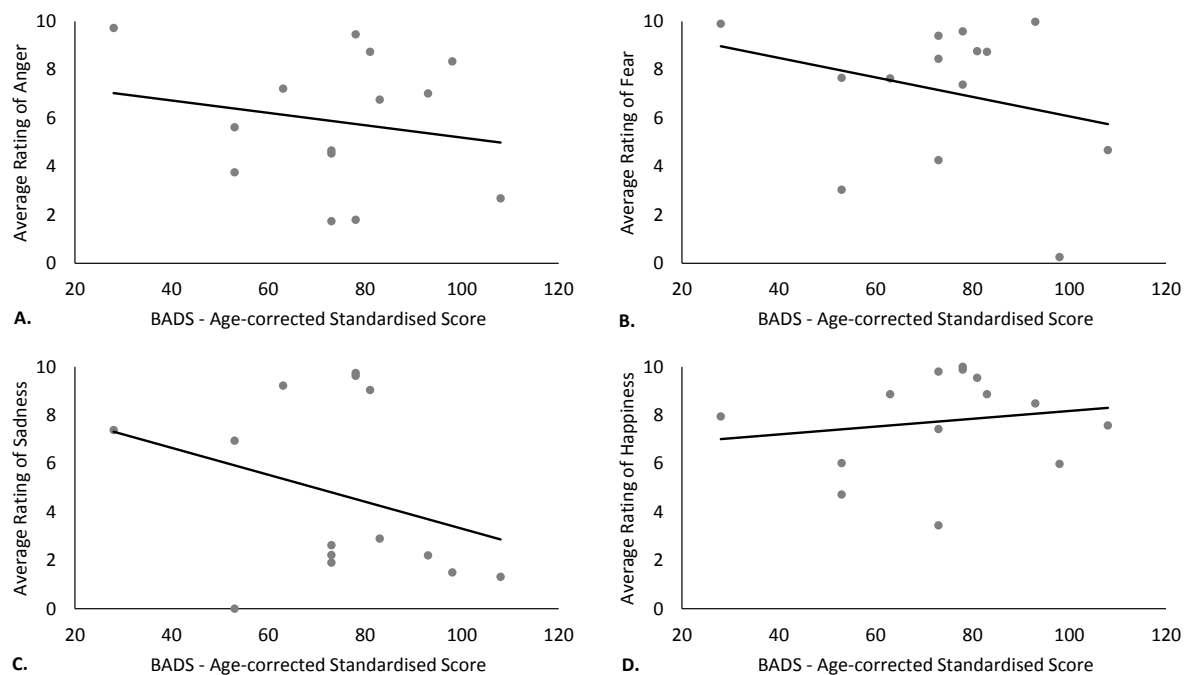 Average Rating of Anger
10
8
6
4
2
0
20 40 60 80 100 120
A.
BADS - Age-corrected Standardised Score
Average Rating of Fear
10
8
6
4
2
0
20 40 60 80 100 120
B.
BADS - Age-corrected Standardised Score
Average Rating of Sadness
10
8
6
4
2
0
20 40 60 80 100 120
C.
BADS - Age-corrected Standardised Score
Average Rating of Happiness
10
8
6
4
2
0
20 40 60 80 100 120
D.
BADS - Age-corrected Standardised Score